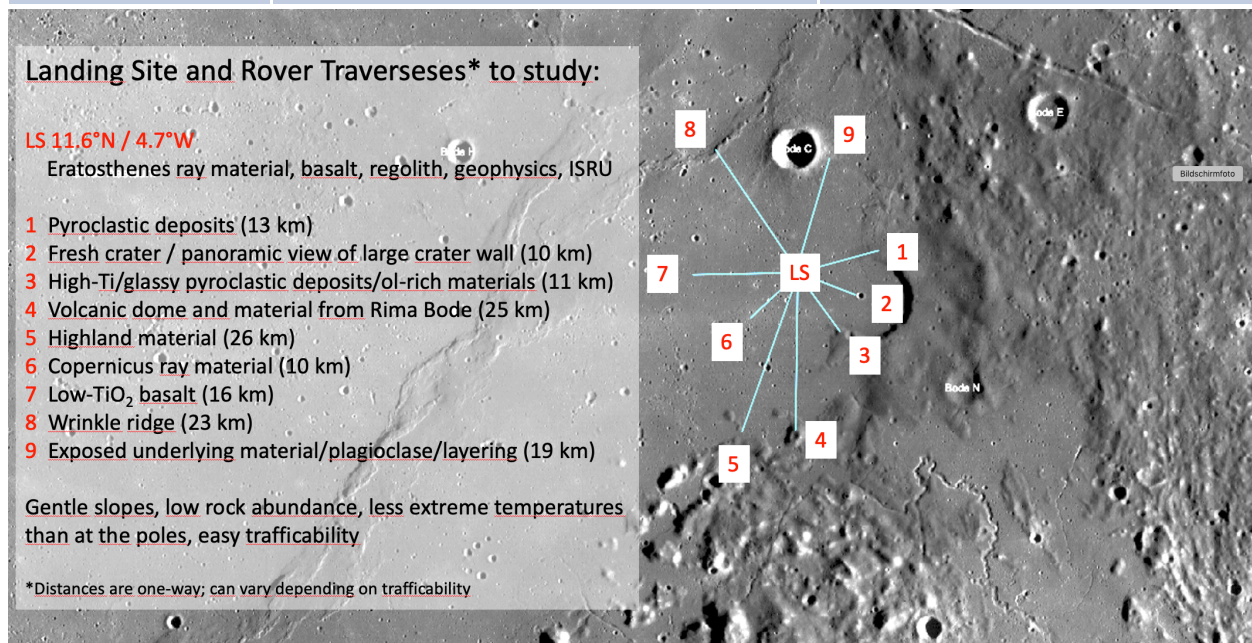 Landing Site and Rover Traverseses* to study:
LS 11.6°N / 4.7°W
Eratosthenes ray material, basalt, regolith, geophysics, ISRU
1 Pyroclastic deposits (13 km)
2 Fresh crater / panoramic view of large crater wall (10 km)
3 High-Ti/glassy pyroclastic deposits/ol-rich materials (11 km)
4 Volcanic dome and material from Rima Bode (25 km)
5 Highland material (26 km)
6 Copernicus ray material (10 km)
7 Low-TiO₂ basalt (16 km)
8 Wrinkle ridge (23 km)
9 Exposed underlying material/plagioclase/layering (19 km)
Gentle slopes, low rock abundance, less extreme temperatures
than at the poles, easy trafficability
*Distances are one-way; can vary depending on trafficability
8
9
1
LS
7
2
6
3
4
5
Bode N
Bildschirmfoto